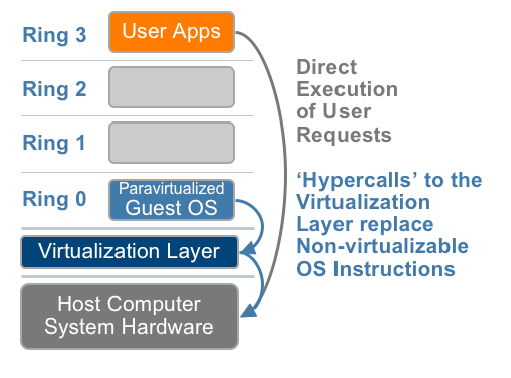 Ring 3
User Apps
Ring 2
Ring 1
Ring 0
Paravirtualized
Guest OS
Virtualization Layer
Host Computer
System Hardware
Direct
Execution
of User
Requests
‘Hypercalls’ to the
Virtualization
Layer replace
Non-virtualizable
OS Instructions